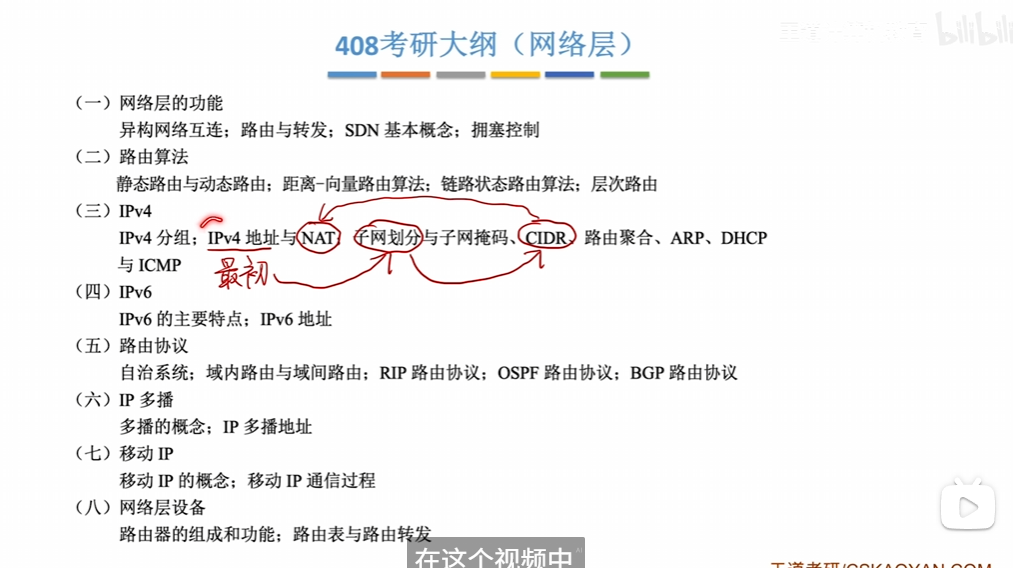 408考研大纲（网络层）
bilibili
（一）网络层的功能
异构网络互连；路由与转发；SDN 基本概念；拥塞控制
（二）路由算法
静态路由与动态路由；距离-向量路由算法；链路状态路由算法；层次路由
（三）IPv4
IPv4 分组；IPv4 地址与 NAT；子网划分与子网掩码、CIDR、路由聚合、ARP、DHCP
与 ICMP
最初
（四）IPv6
IPv6 的主要特点；IPv6 地址
（五）路由协议
自治系统；域内路由与域间路由；RIP 路由协议；OSPF 路由协议；BGP 路由协议
（六）IP 多播
多播的概念；IP 多播地址
（七）移动 IP
移动 IP 的概念；移动 IP 通信过程
（八）网络层设备
路由器的组成和功能；路由表与路由转发
在这个视频中
王道考研/CSKAOYAN.COM